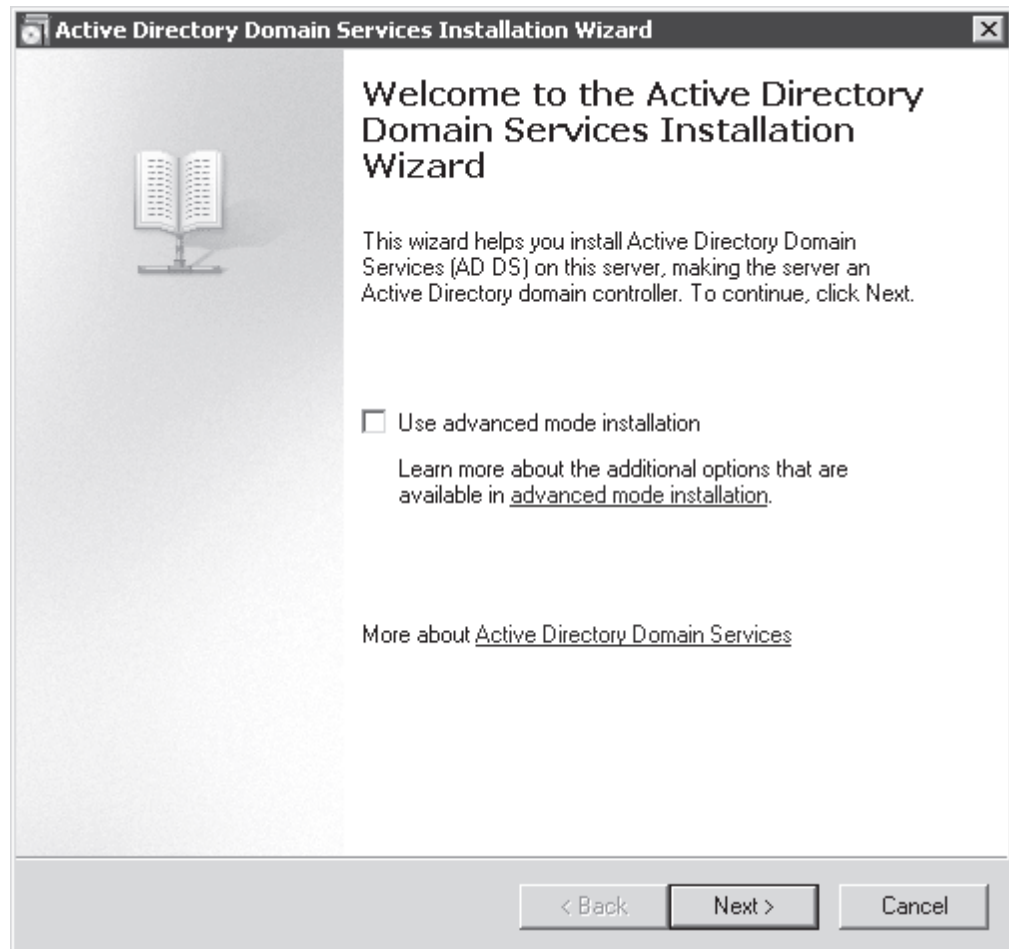 Active Directory Domain Services Installation Wizard
Welcome to the Active Directory
Domain Services Installation
Wizard
This wizard helps you install Active Directory Domain
Services (AD DS) on this server, making the server an
Active Directory domain controller. To continue, click Next.
Use advanced mode installation
Learn more about the additional options that are
available in advanced mode installation.
More about Active Directory Domain Services
< Back
Next >
Cancel